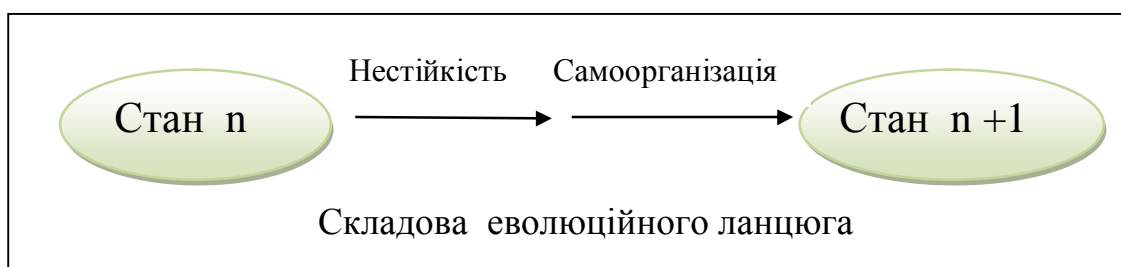 Нестійкість Самоорганізація
Стан n Стан n +1
Складова еволюційного ланцюга